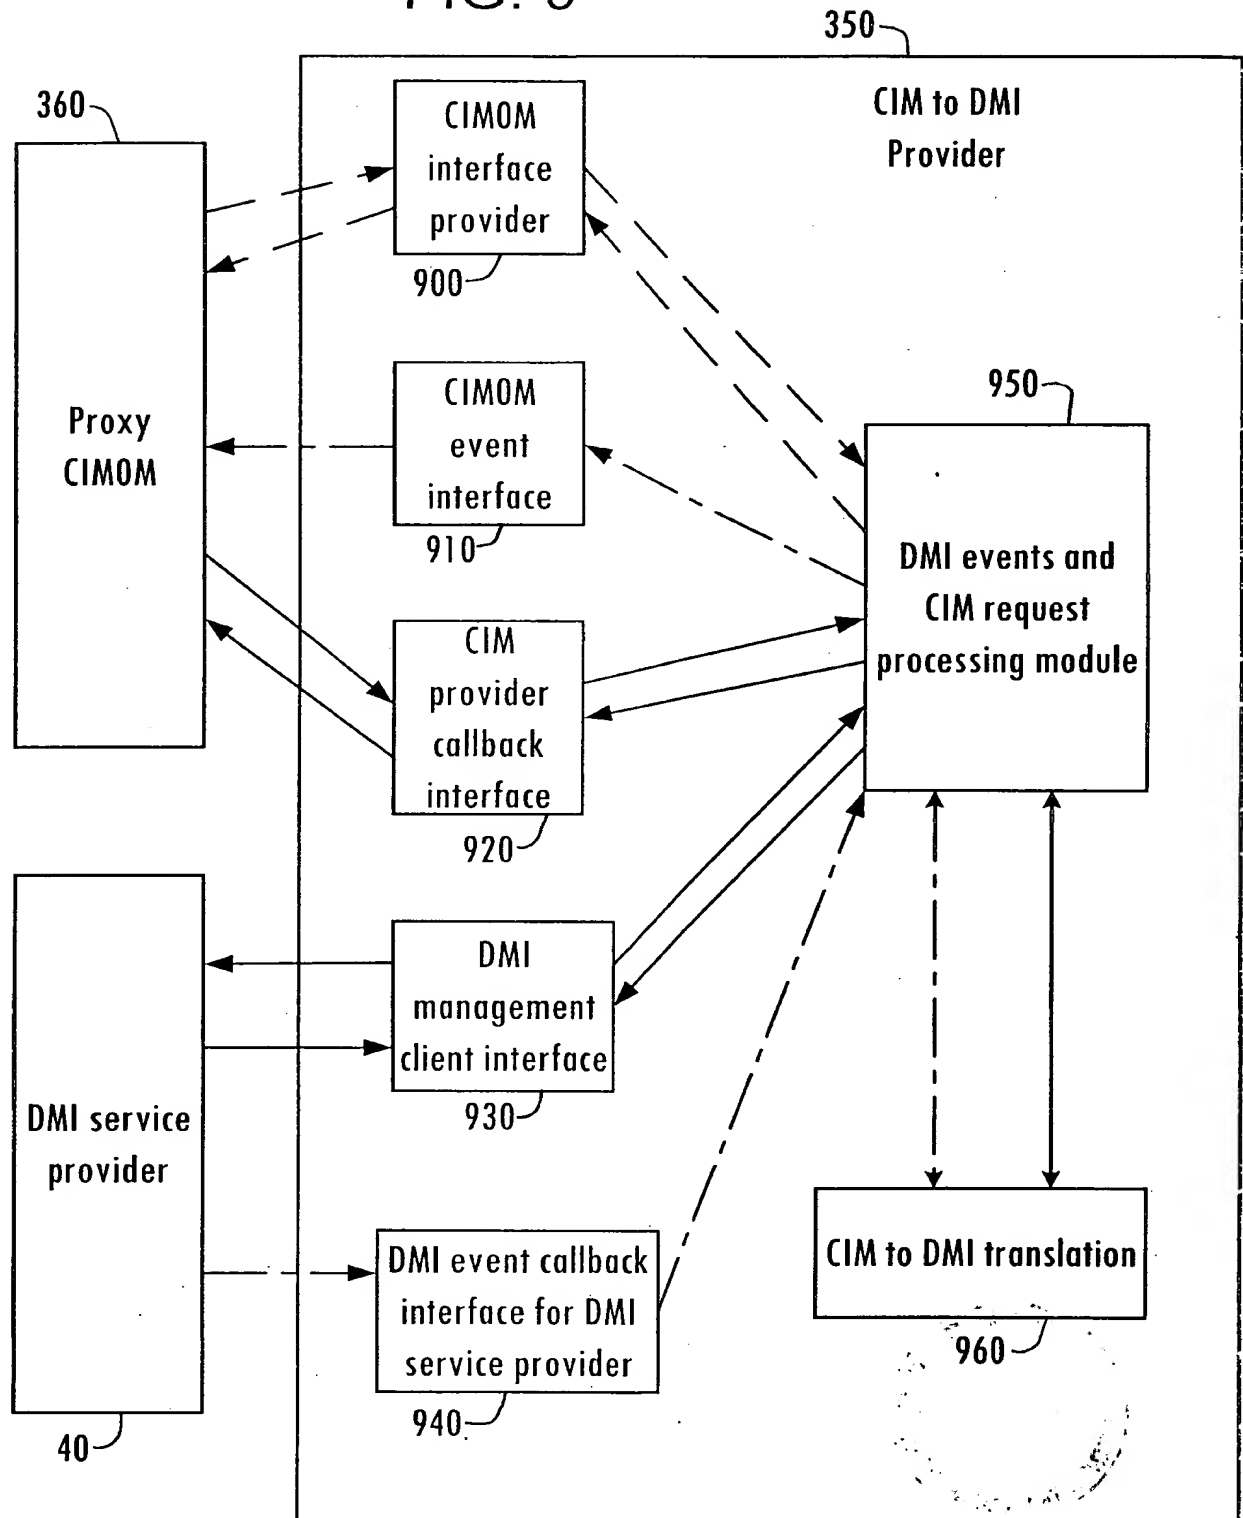 350
CIM to DMI
Provider
360
CIMOM
interface
provider
900
Proxy
CIMOM
CIMOM
event
interface
910
950
DMI events and
CIM request
processing module
CIM
provider
callback
interface
920
DMI service
provider
40
DMI
management
client interface
930
DMI event callback
interface for DMI
service provider
940
CIM to DMI translation
960